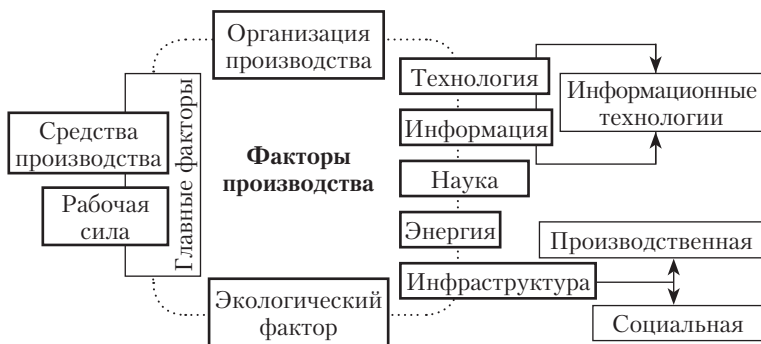 Организация
производства
Технология
Информационные
технологии
Информация
Средства
производства
Главные факторы
Факторы
производства
Наука
Рабочая
сила
Энергия
Производственная
Инфраструктура
Экологический
фактор
Социальная